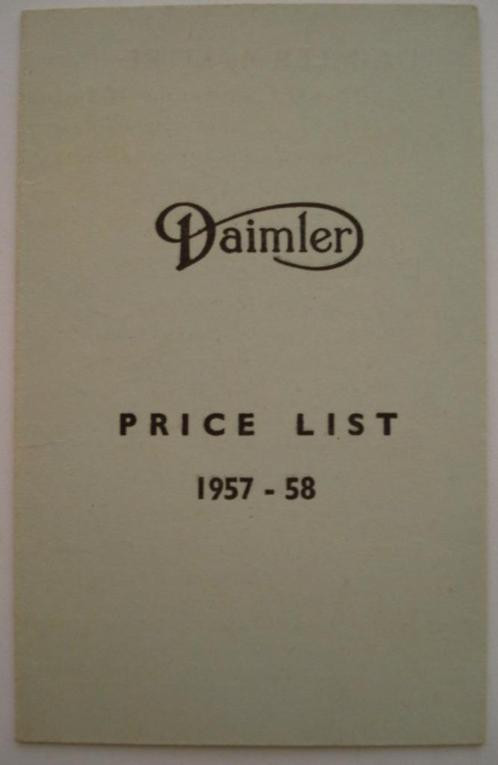 Daimler
PRICE LIST
1957 - 58